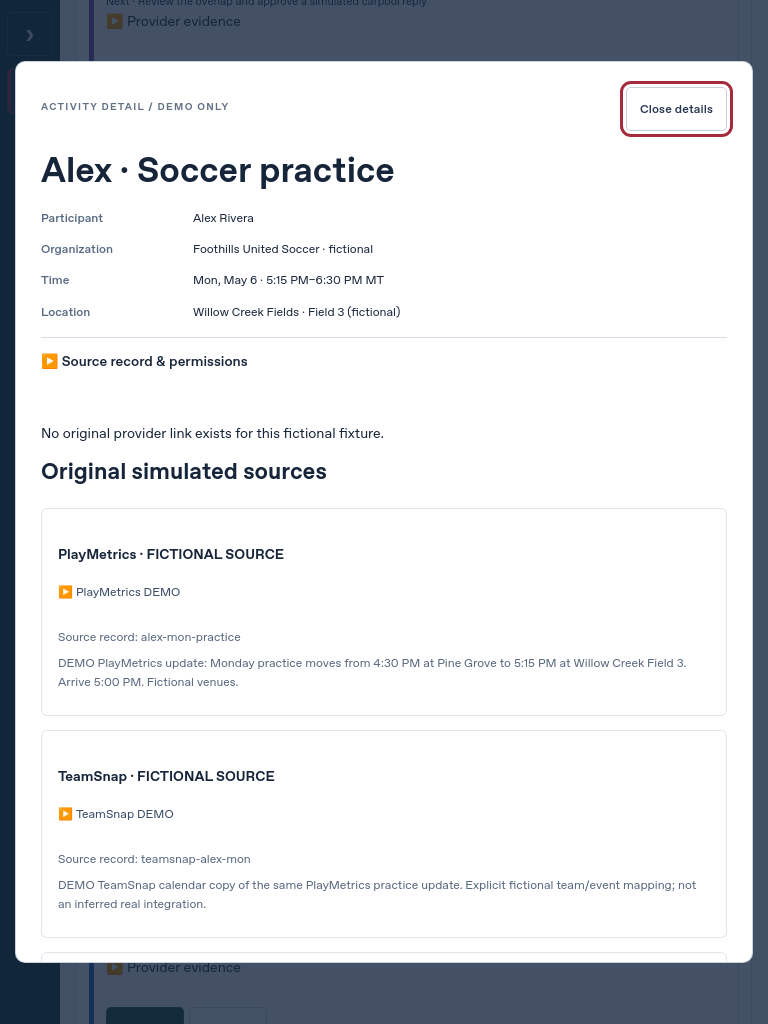 Next · Review the overlap and approve a simulated carpool reply
▶ Provider evidence
ACTIVITY DETAIL / DEMO ONLY
Close details
Alex · Soccer practice
Participant Alex Rivera
Organization Foothills United Soccer · fictional
Time Mon, May 6 · 5:15 PM–6:30 PM MT
Location Willow Creek Fields · Field 3 (fictional)
▶ Source record & permissions
No original provider link exists for this fictional fixture.
Original simulated sources
PlayMetrics · FICTIONAL SOURCE
▶ PlayMetrics DEMO
Source record: alex-mon-practice
DEMO PlayMetrics update: Monday practice moves from 4:30 PM at Pine Grove to 5:15 PM at Willow Creek Field 3.
Arrive 5:00 PM. Fictional venues.
TeamSnap · FICTIONAL SOURCE
▶ TeamSnap DEMO
Source record: teamsnap-alex-mon
DEMO TeamSnap calendar copy of the same PlayMetrics practice update. Explicit fictional team/event mapping; not
an inferred real integration.
▶ Provider evidence